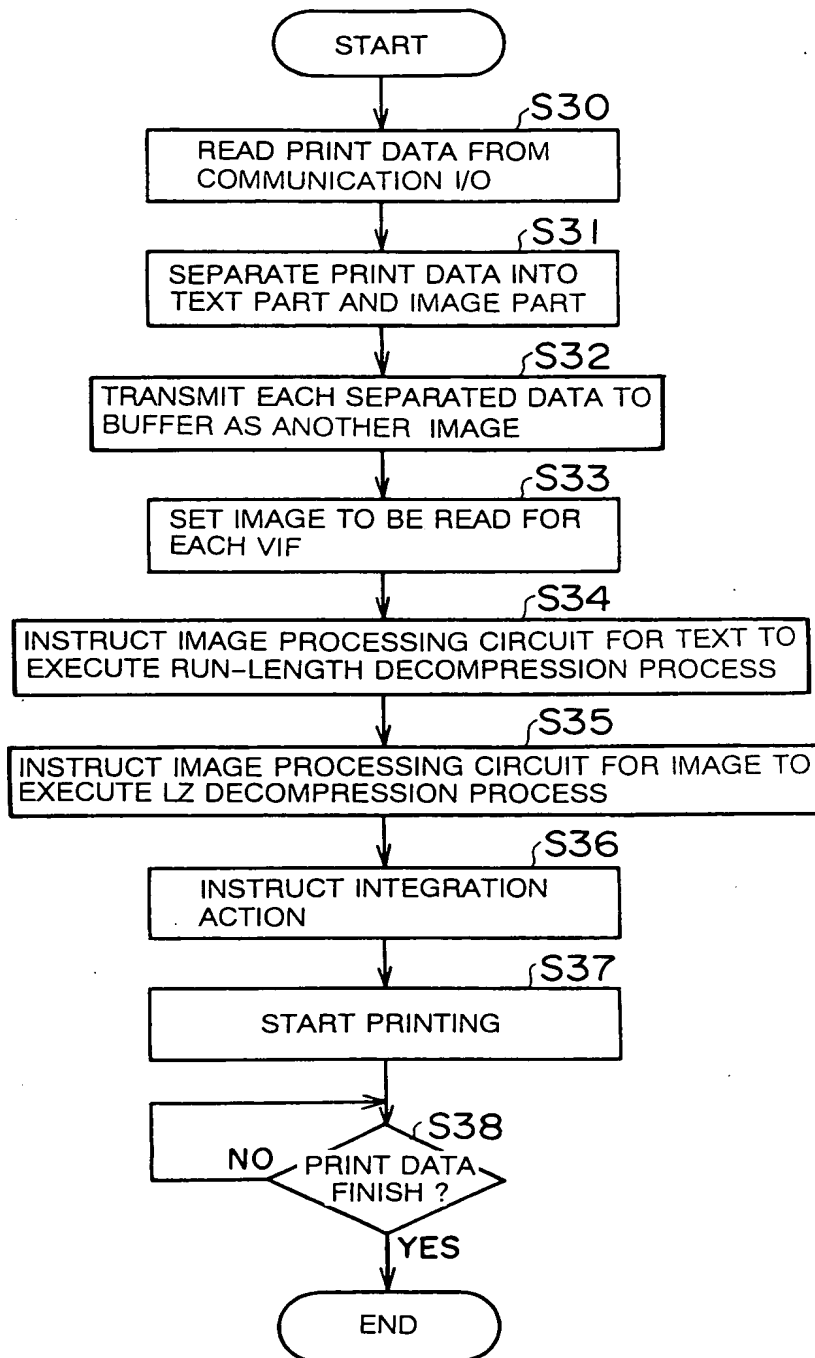 START
S30
READ PRINT DATA FROM
COMMUNICATION I/O
S31
SEPARATE PRINT DATA INTO
TEXT PART AND IMAGE PART
S32
TRANSMIT EACH SEPARATED DATA TO
BUFFER AS ANOTHER IMAGE
S33
SET IMAGE TO BE READ FOR
EACH VIF
S34
INSTRUCT IMAGE PROCESSING CIRCUIT FOR TEXT TO
EXECUTE RUN-LENGTH DECOMPRESSION PROCESS
S35
INSTRUCT IMAGE PROCESSING CIRCUIT FOR IMAGE TO
EXECUTE LZ DECOMPRESSION PROCESS
S36
INSTRUCT INTEGRATION
ACTION
S37
START PRINTING
S38
NO
PRINT DATA
FINISH ?
YES
END